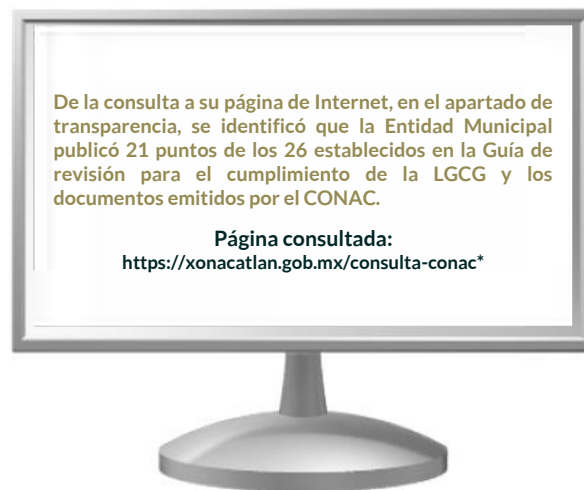 De la consulta a su página de Internet, en el apartado de
transparencia, se identificó que la Entidad Municipal
publicó 21 puntos de los 26 establecidos en la Guía de
revisión para el cumplimiento de la LGCG y los
documentos emitidos por el CONAC.
Página consultada:
https://xonacatlan.gob.mx/consulta-conac*